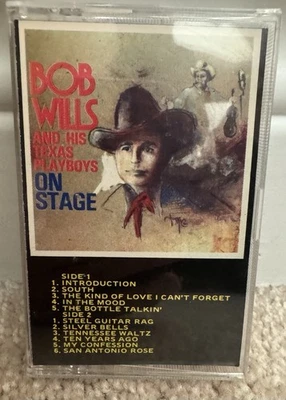 BOB
WILLS
AND HIS
TEXAS
PLAYBOYS
ON
STAGE
SIDE 1
1. INTRODUCTION
2. SOUTH
3. THE KIND OF LOVE I CAN'T FORGET
4. IN THE MOOD
5. THE BOTTLE TALKIN'
SIDE 2
1. STEEL GUITAR RAG
2. SILVER BELLS
3. TENNESSEE WALTZ
4. TEN YEARS AGO
5. MY CONFESSION
6. SAN ANTONIO ROSE